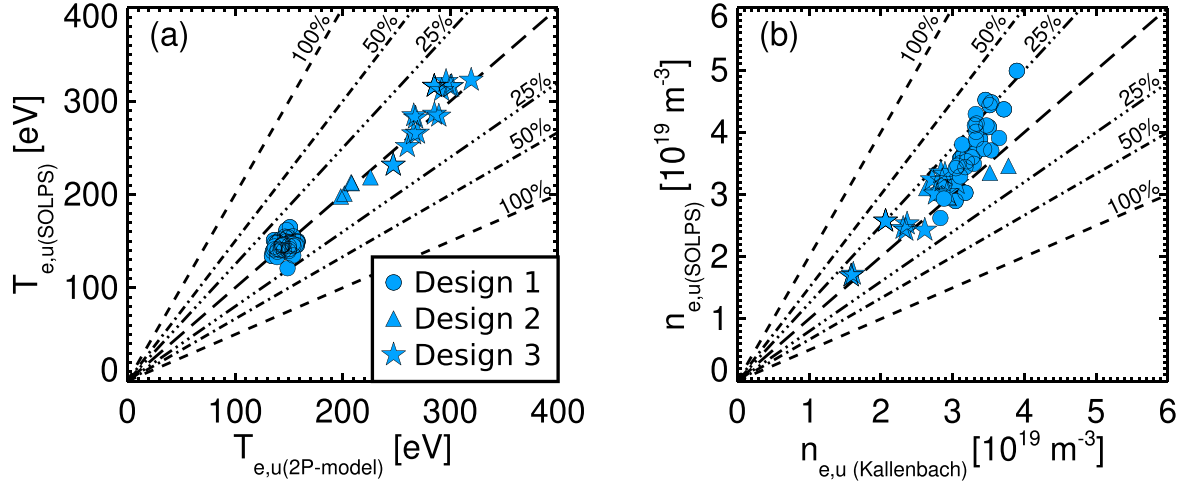 (a)
100%
50%
25%
25%
50%
100%
400
300
200
100
0
T e,u(SOLPS) [eV]
0 100 200 300 400
T e,u(2P-model) [eV]
Design 1
Design 2
Design 3
(b)
100%
50%
25%
25%
50%
100%
6
5
4
3
2
1
0
n e,u(SOLPS) [10^19 m^-3]
0 1 2 3 4 5 6
n e,u (Kallenbach) [10^19 m^-3]